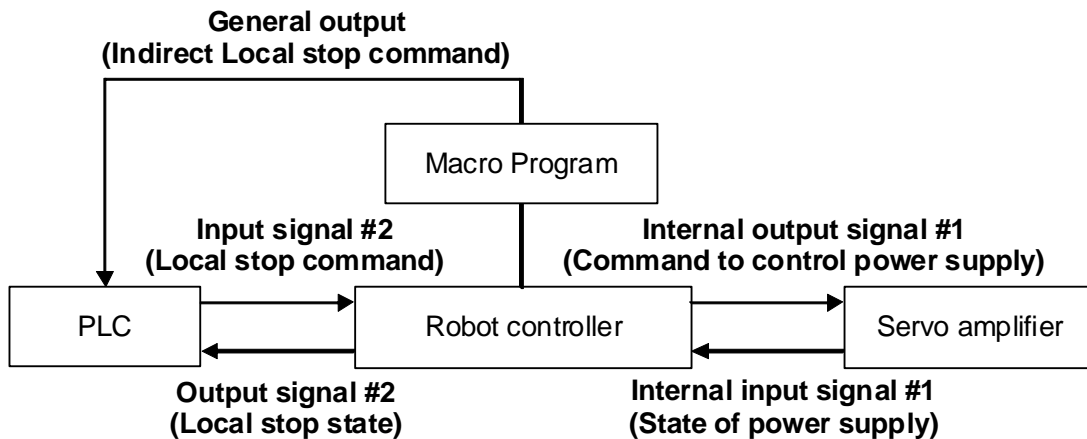 General output
(Indirect Local stop command)
Macro Program
Input signal #2
(Local stop command)
Internal output signal #1
(Command to control power supply)
PLC
Robot controller
Servo amplifier
Output signal #2
(Local stop state)
Internal input signal #1
(State of power supply)